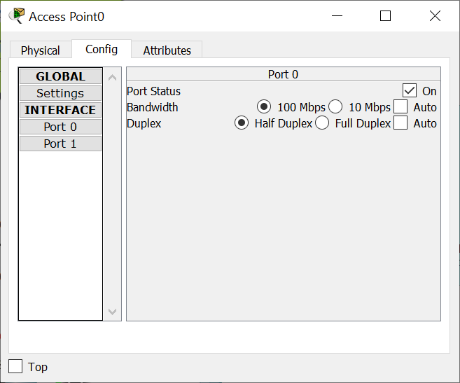 Access Point0
Physical Config Attributes
GLOBAL
Settings
INTERFACE
Port 0
Port 1
Port 0
Port Status On
Bandwidth 100 Mbps 10 Mbps Auto
Duplex Half Duplex Full Duplex Auto
Top